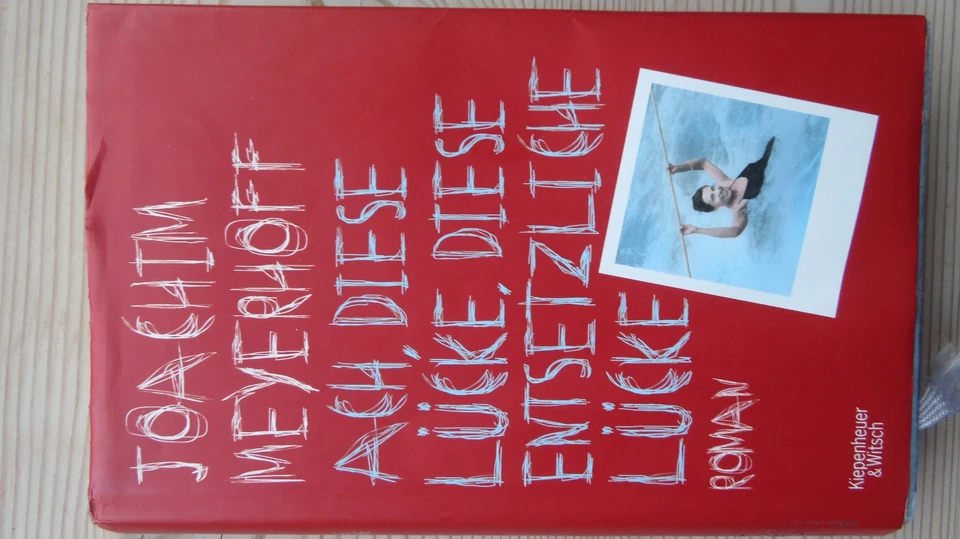 JOACHIM
MEYERHOFF
ACH, DIESE
LÜCKE, DIESE
ENTSETZLICHE
LÜCKE
ROMAN
Kiepenheuer
& Witsch